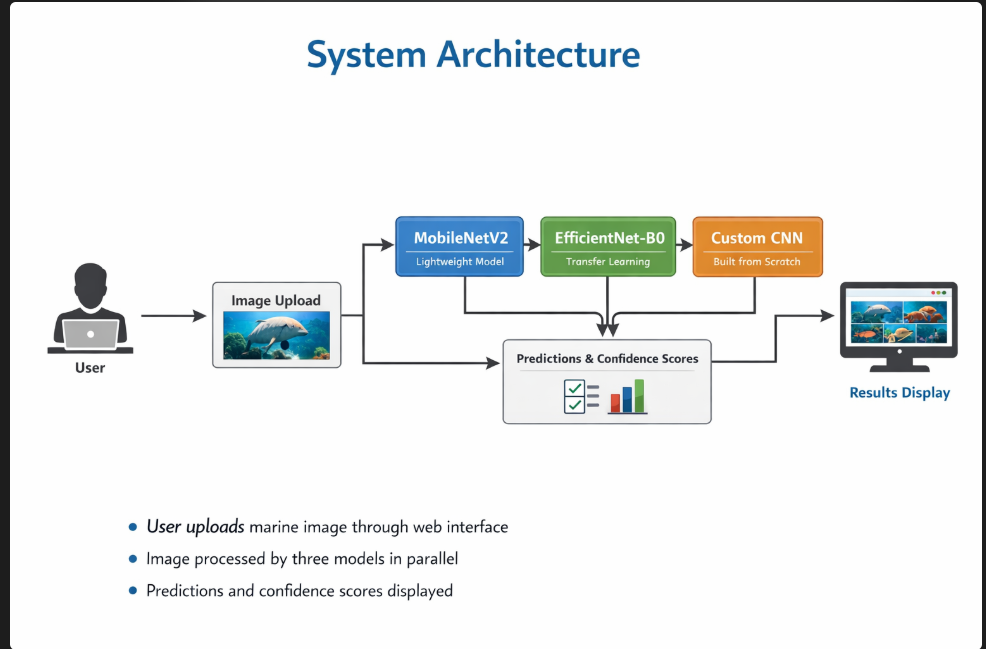 System Architecture
MobileNetV2
Lightweight Model
EfficientNet-B0
Transfer Learning
Custom CNN
Built from Scratch
Image Upload
User
Predictions & Confidence Scores
Results Display
User uploads marine image through web interface
Image processed by three models in parallel
Predictions and confidence scores displayed